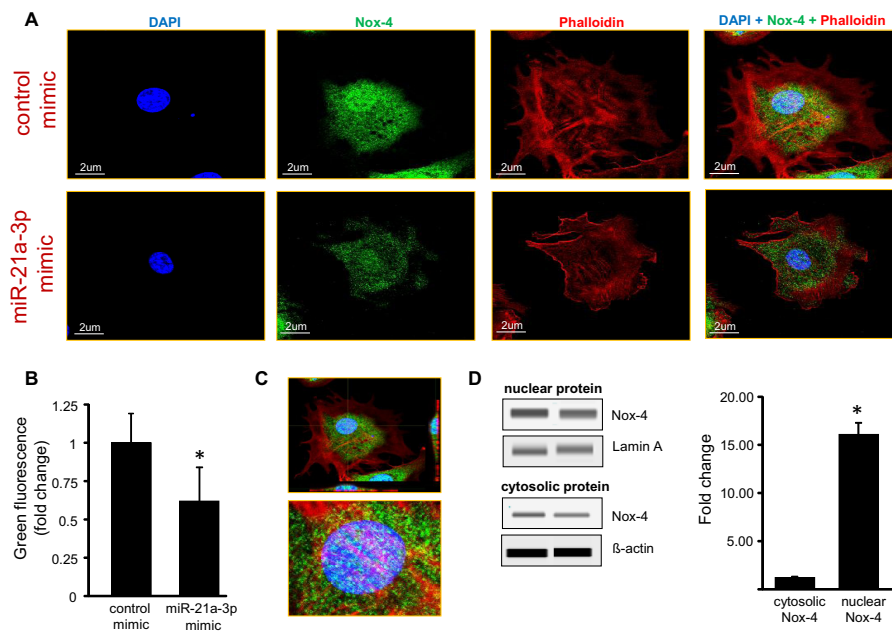 A
DAPI
Nox-4
Phalloidin
DAPI + Nox-4 + Phalloidin
control
mimic
2um
2um
2um
2um
miR-21a-3p
mimic
2um
2um
2um
2um
B
Green fluorescence
(fold change)
1.25
1
0.75
0.5
0.25
0
*
control
mimic
miR-21a-3p
mimic
C
D
nuclear protein
Nox-4
Lamin A
cytosolic protein
Nox-4
ß-actin
Fold change
20.00
15.00
10.00
5.00
*
cytosolic
Nox-4
nuclear
Nox-4